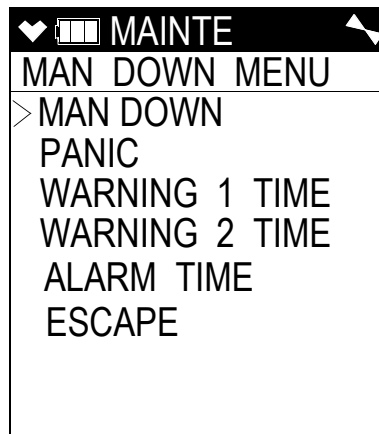 MAINTE
MAN DOWN MENU
>MAN DOWN
PANIC
WARNING 1 TIME
WARNING 2 TIME
ALARM TIME
ESCAPE